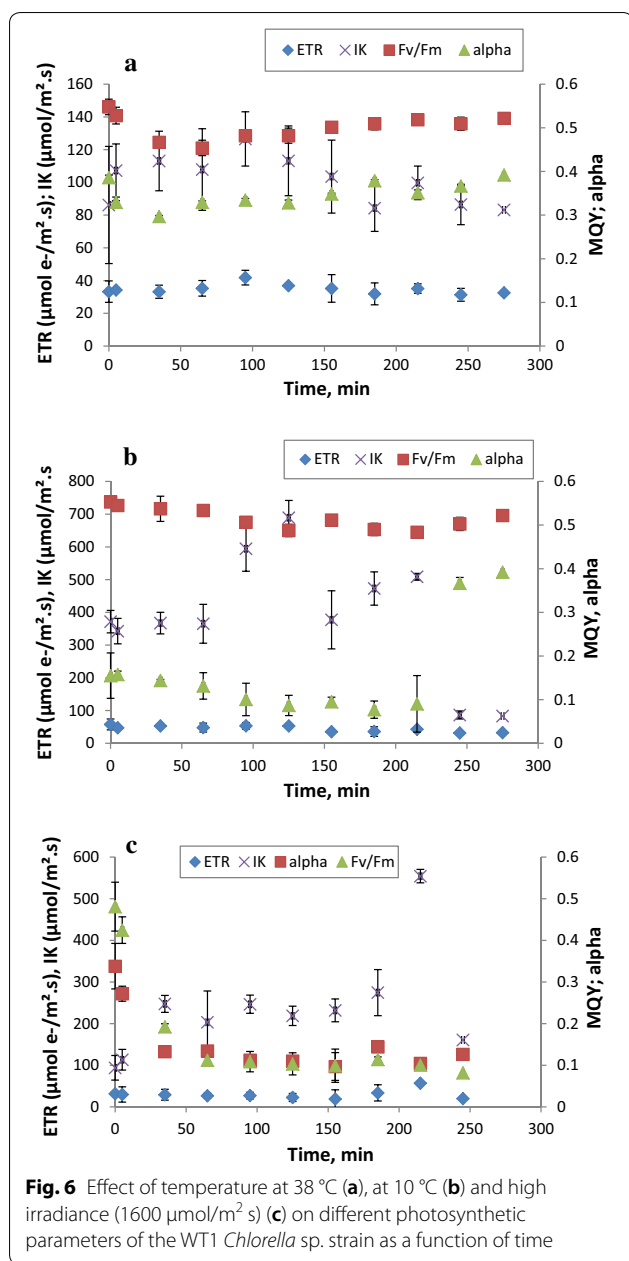 a
ETR IK Fv/Fm alpha
160
140
120
100
80
60
40
20
0
0.6
0.5
0.4
0.3
0.2
0.1
0
0 50 100 150 200 250 300
ETR (µmol e-/m².s); IK (µmol/m².s)
MQY; alpha
Time, min
b
ETR IK Fv/Fm alpha
800
700
600
500
400
300
200
100
0
0.6
0.5
0.4
0.3
0.2
0.1
0
0 50 100 150 200 250 300
ETR (µmol e-/m².s), IK (µmol/m².s)
MQY, alpha
Time, min
c
ETR IK alpha Fv/Fm
600
500
400
300
200
100
0
0.6
0.5
0.4
0.3
0.2
0.1
0
0 50 100 150 200 250 300
ETR (µmol e-/m².s), IK (µmol/m².s)
MQY; alpha
Time, min
Fig. 6 Effect of temperature at 38 °C (a), at 10 °C (b) and high
irradiance (1600 µmol/m² s) (c) on different photosynthetic
parameters of the WT1 Chlorella sp. strain as a function of time